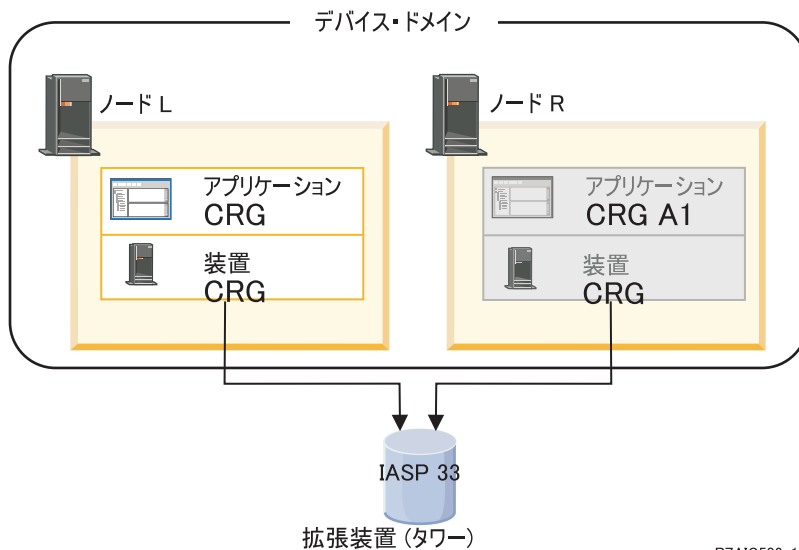 デバイス・ドメイン
ノード L
アプリケーション
CRG
装置
CRG
ノード R
アプリケーション
CRG A1
装置
CRG
IASP 33
拡張装置 (タワー)